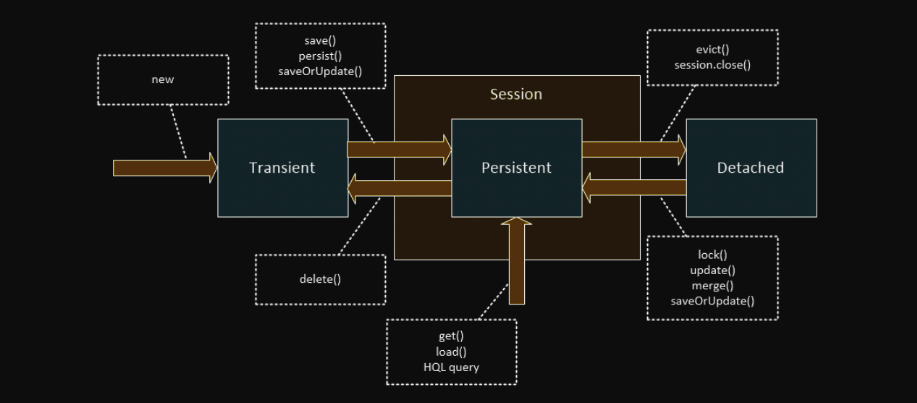 save()
persist()
saveOrUpdate()
evict()
session.close()
new
Session
Transient
Persistent
Detached
delete()
lock()
update()
merge()
saveOrUpdate()
get()
load()
HQL query